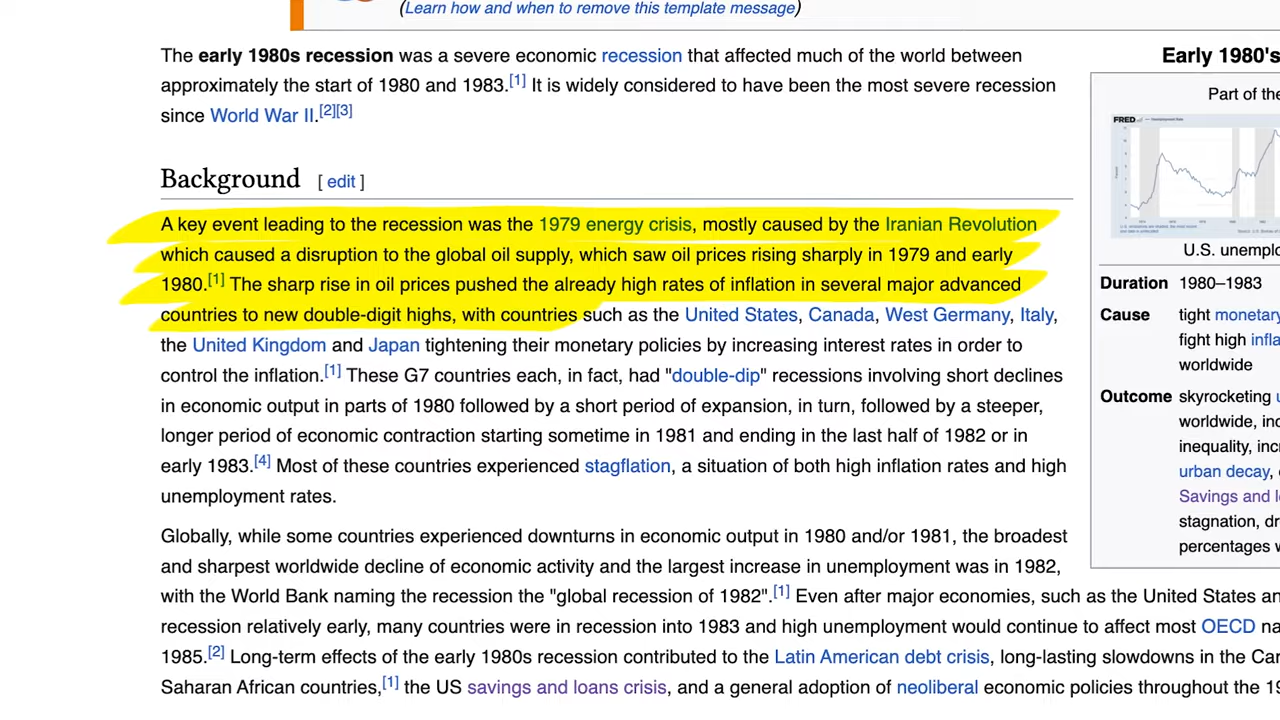 (Learn how and when to remove this template message)
The early 1980s recession was a severe economic recession that affected much of the world between
approximately the start of 1980 and 1983.[1] It is widely considered to have been the most severe recession
since World War II.[2][3]
Background [ edit ]
A key event leading to the recession was the 1979 energy crisis, mostly caused by the Iranian Revolution
which caused a disruption to the global oil supply, which saw oil prices rising sharply in 1979 and early
1980.[1] The sharp rise in oil prices pushed the already high rates of inflation in several major advanced
countries to new double-digit highs, with countries such as the United States, Canada, West Germany, Italy,
the United Kingdom and Japan tightening their monetary policies by increasing interest rates in order to
control the inflation.[1] These G7 countries each, in fact, had "double-dip" recessions involving short declines
in economic output in parts of 1980 followed by a short period of expansion, in turn, followed by a steeper,
longer period of economic contraction starting sometime in 1981 and ending in the last half of 1982 or in
early 1983.[4] Most of these countries experienced stagflation, a situation of both high inflation rates and high
unemployment rates.
Globally, while some countries experienced downturns in economic output in 1980 and/or 1981, the broadest
and sharpest worldwide decline of economic activity and the largest increase in unemployment was in 1982,
with the World Bank naming the recession the "global recession of 1982".[1] Even after major economies, such as the United States an
recession relatively early, many countries were in recession into 1983 and high unemployment would continue to affect most OECD na
1985.[2] Long-term effects of the early 1980s recession contributed to the Latin American debt crisis, long-lasting slowdowns in the Car
Saharan African countries,[1] the US savings and loans crisis, and a general adoption of neoliberal economic policies throughout the 19
Early 1980's
Part of the
FRED
Unemployment Rate
U.S. unemplo
Duration 1980–1983
Cause tight monetary
fight high infla
worldwide
Outcome skyrocketing u
worldwide, inc
inequality, incr
urban decay,
Savings and l
stagnation, dr
percentages w